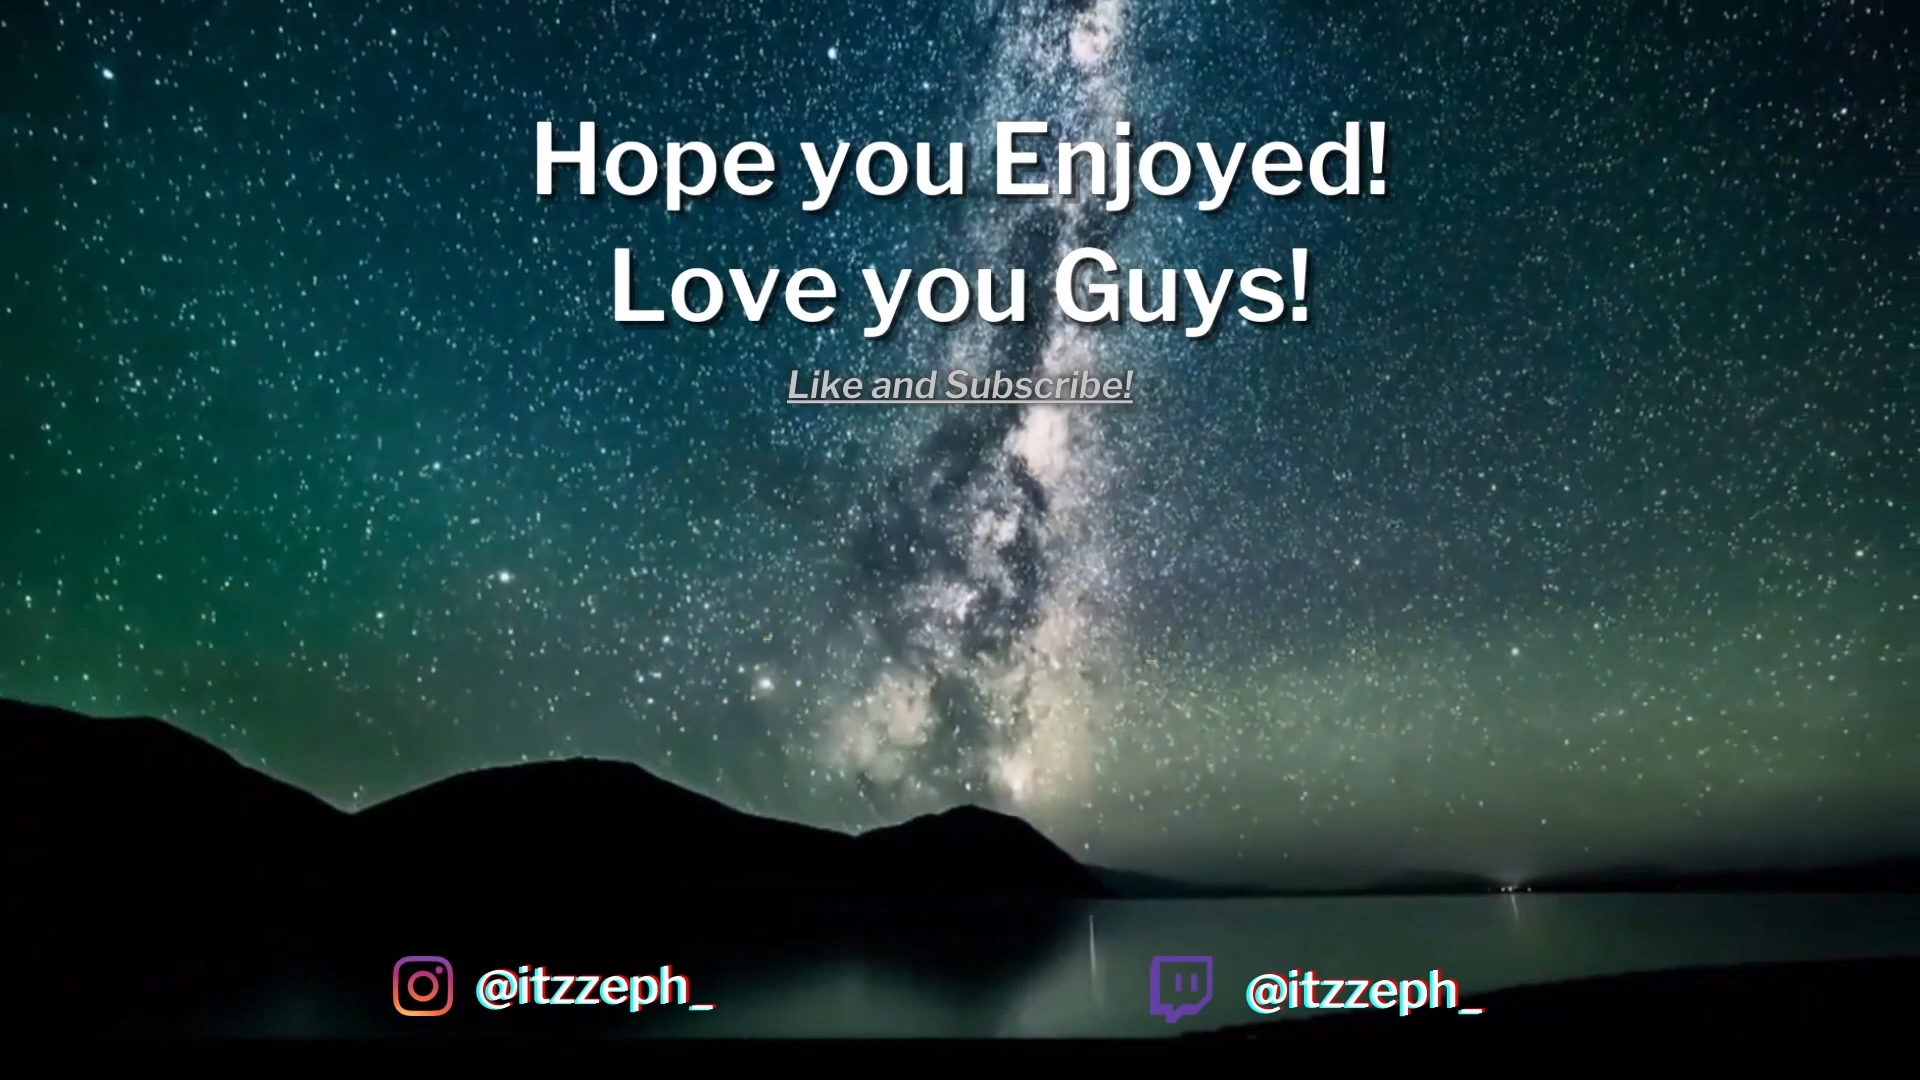 Hope you Enjoyed!
Love you Guys!
Like and Subscribe!
@itzzeph_
@itzzeph_